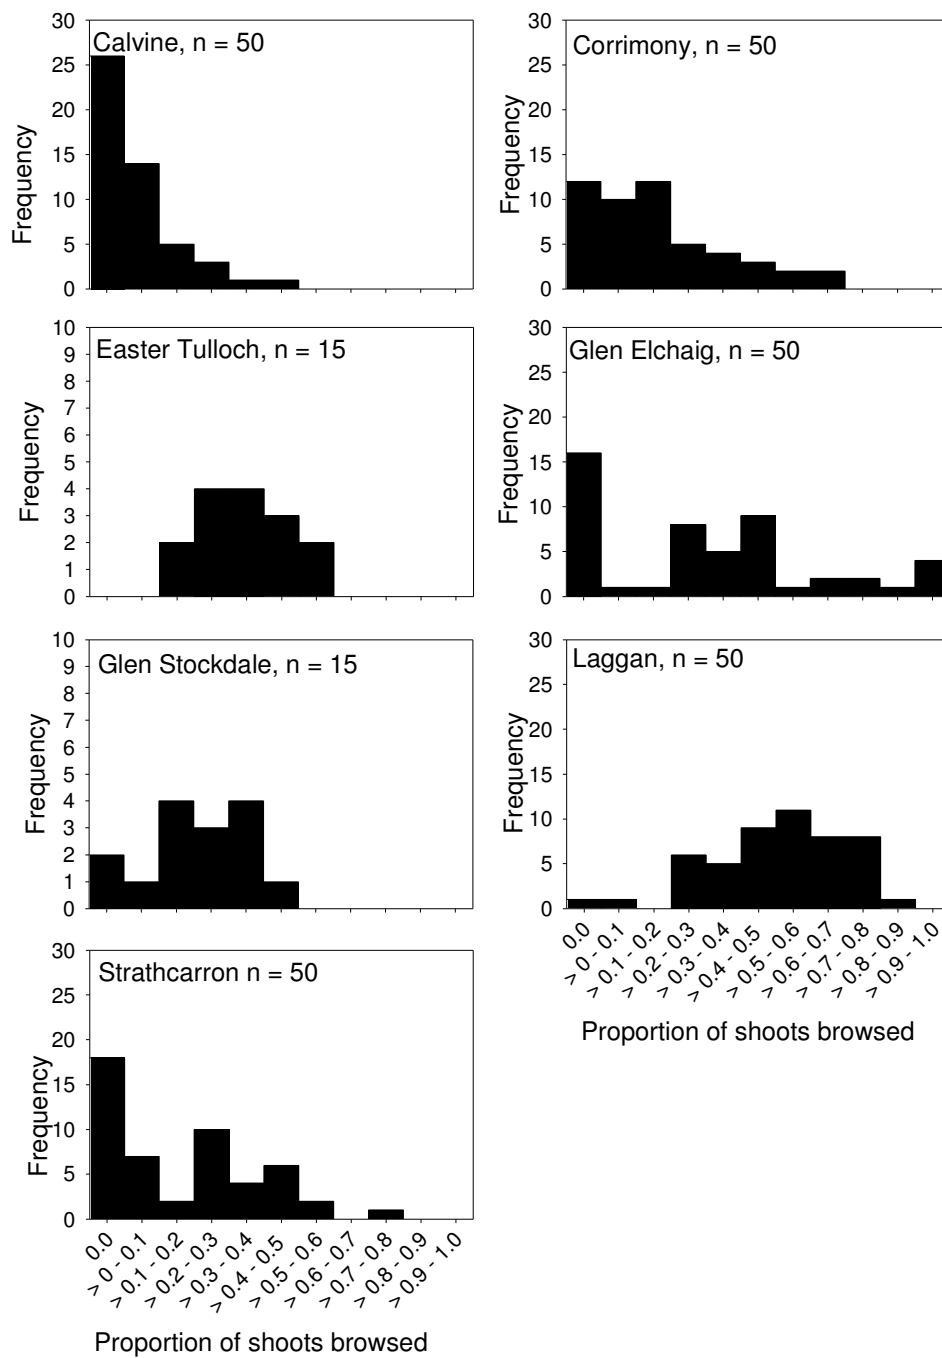 Calvine, n = 50
Frequency
30
25
20
15
10
5
0
Corrimony, n = 50
Frequency
30
25
20
15
10
5
0
Easter Tulloch, n = 15
Frequency
10
9
8
7
6
5
4
3
2
1
0
Glen Elchaig, n = 50
Frequency
30
25
20
15
10
5
0
Glen Stockdale, n = 15
Frequency
10
9
8
7
6
5
4
3
2
1
0
Laggan, n = 50
Frequency
30
25
20
15
10
5
0
0.0
> 0 - 0.1
> 0.1 - 0.2
> 0.2 - 0.3
> 0.3 - 0.4
> 0.4 - 0.5
> 0.5 - 0.6
> 0.6 - 0.7
> 0.7 - 0.8
> 0.8 - 0.9
> 0.9 - 1.0
Proportion of shoots browsed
Strathcarron n = 50
Frequency
30
25
20
15
10
5
0
0.0
> 0 - 0.1
> 0.1 - 0.2
> 0.2 - 0.3
> 0.3 - 0.4
> 0.4 - 0.5
> 0.5 - 0.6
> 0.6 - 0.7
> 0.7 - 0.8
> 0.8 - 0.9
> 0.9 - 1.0
Proportion of shoots browsed